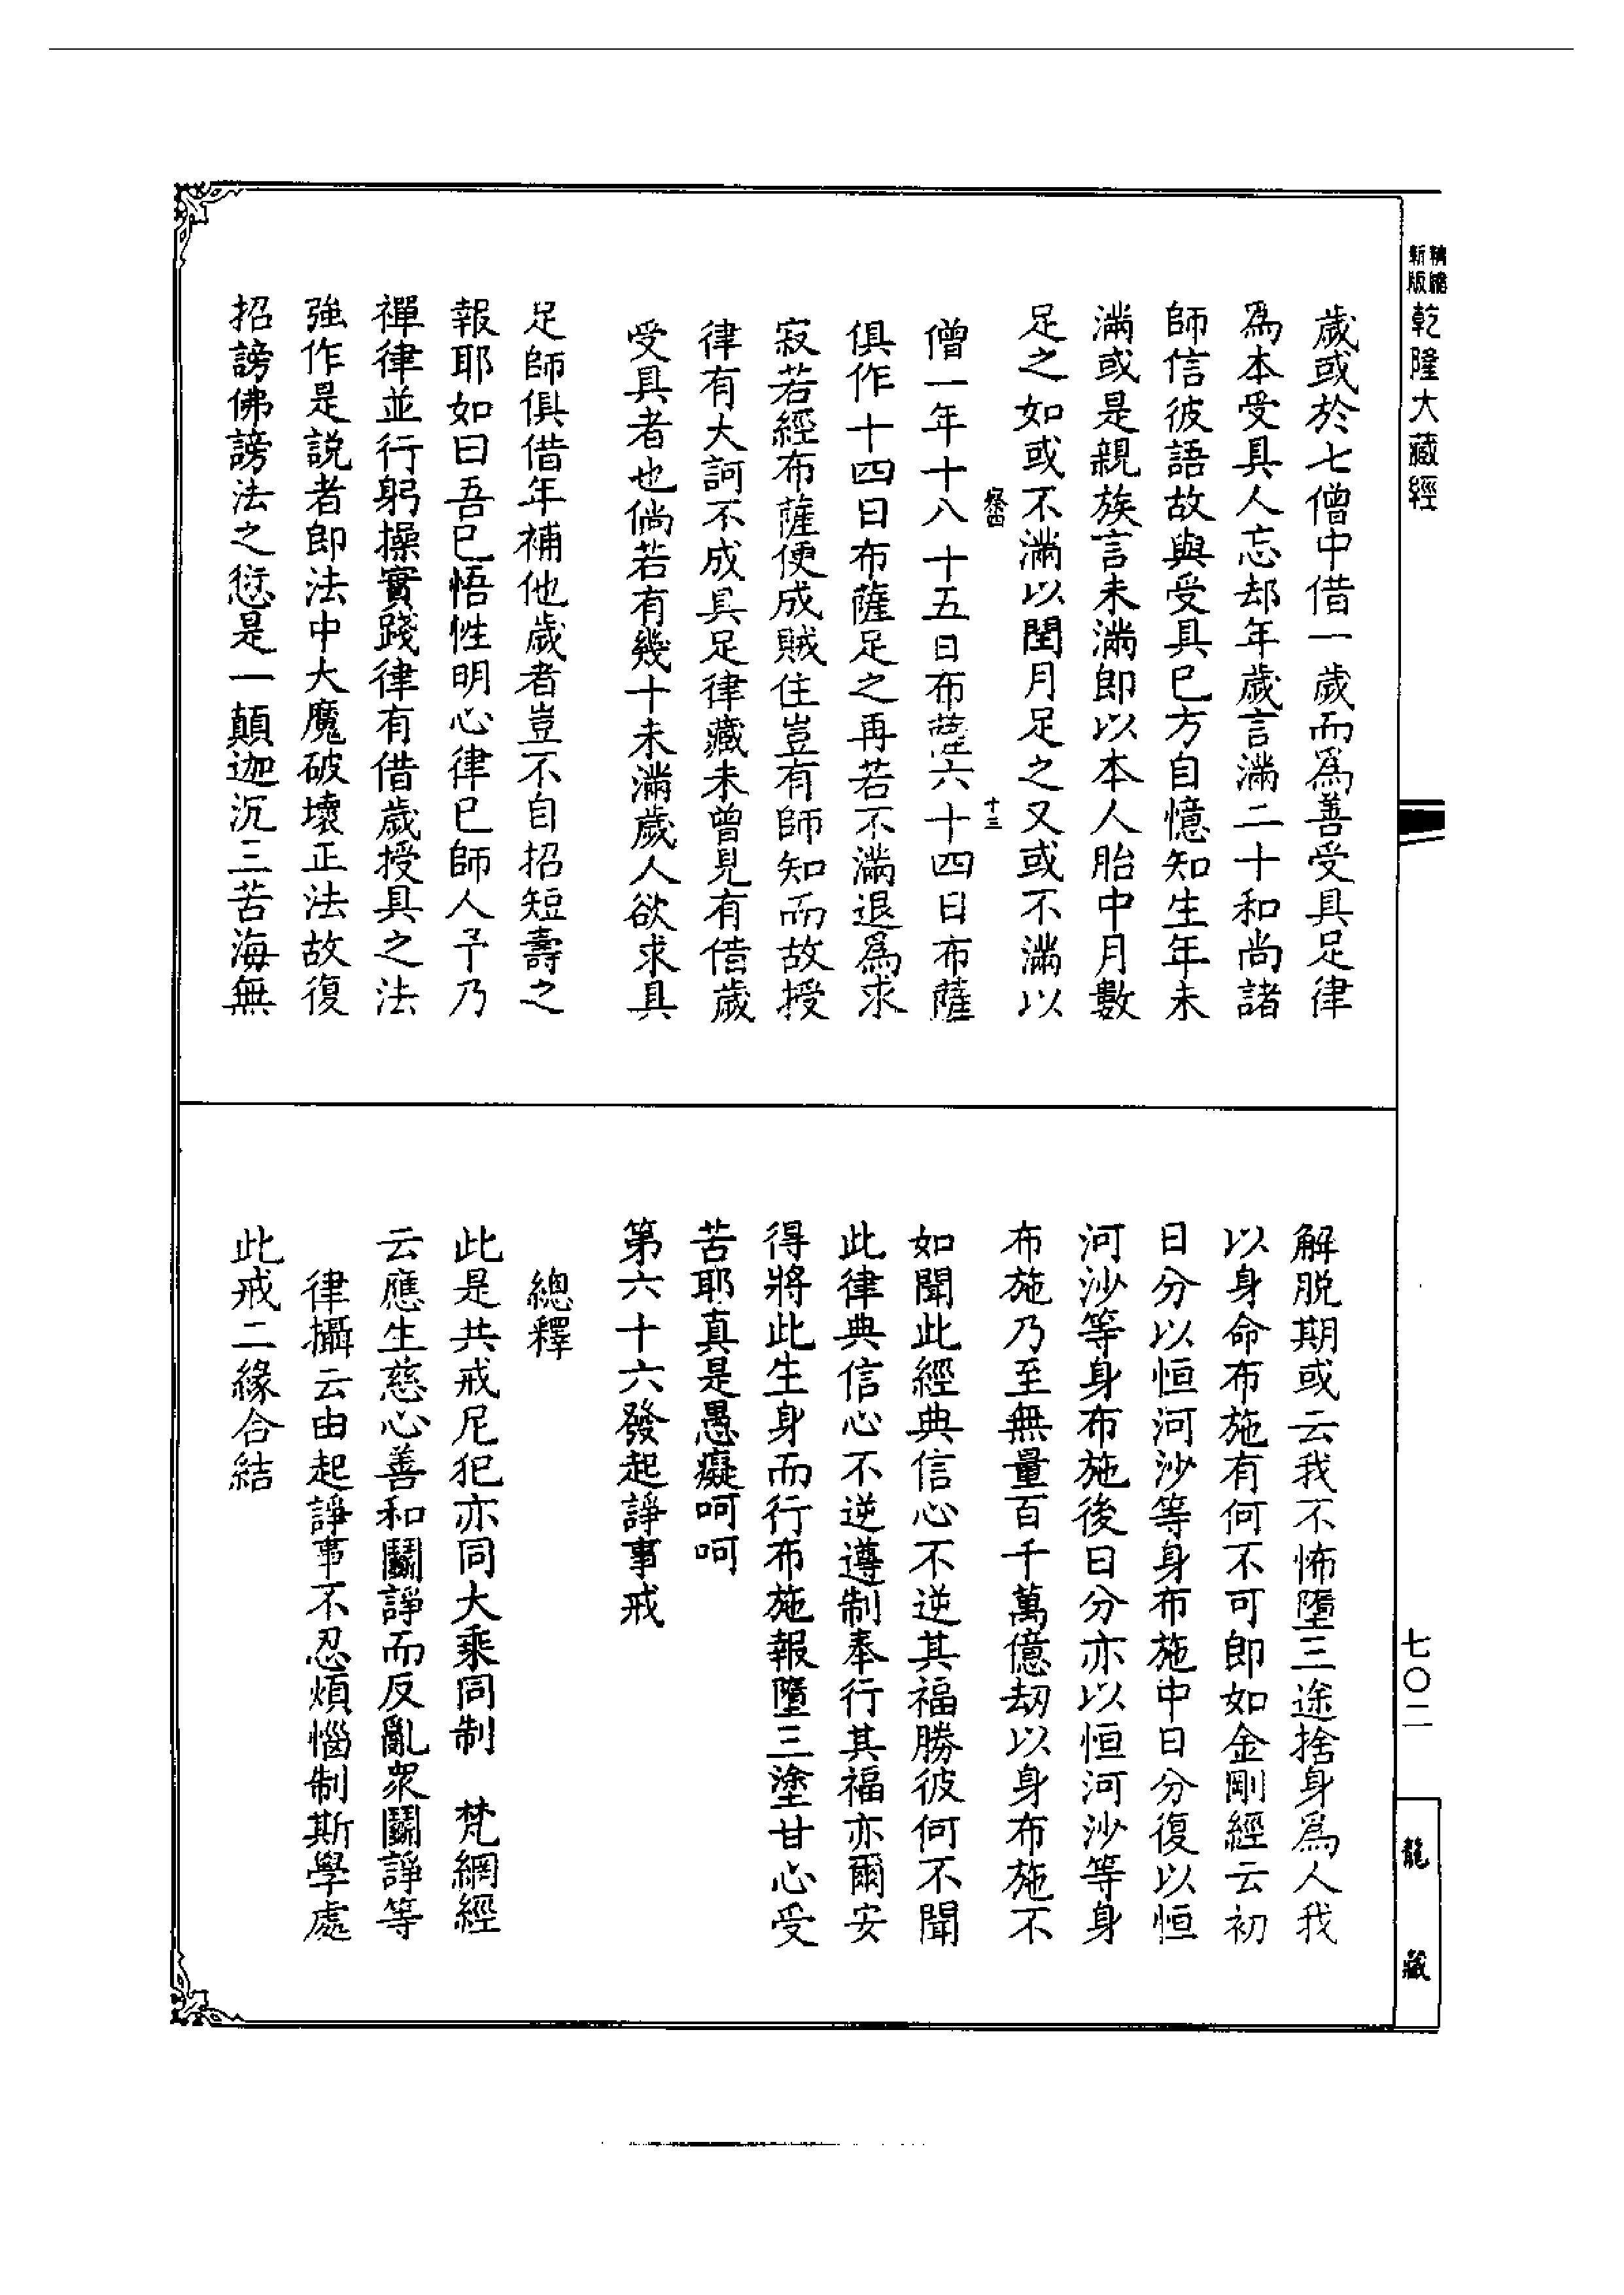 精縮
新版
乾隆大藏經
歲或於七僧中借一歲而爲善受具足律
爲本受具人忘却年歲言滿二十和尚諸
師信彼語故與受具已方自憶知生年未
滿或是親族言未滿即以本人胎中月數
足之如或不滿以閏月足之又或不滿以
十三
僧一年十八十五日布薩六十四日布薩
俱作十四日布薩足之再若不滿退爲求
寂若經布薩便成賊住豈有師知而故授
律有大訶不成具足律藏未曾見有借歲
受具者也倘若有幾十未滿歲人欲求具
足師俱借年補他歲者豈不自招短壽之
報耶如曰吾已悟性明心律已師人予乃
禪律並行躬操實踐律有借歲授具之法
強作是説者即法中大魔破壞正法故復
招謗佛謗法之愆是一顛迦沉三苦海無
解脱期或云我不怖墮三途捨身爲人我
以身命布施有何不可即如金剛經云初
日分以恒河沙等身布施中日分復以恒
河沙等身布施後日分亦以恒河沙等身
布施乃至無量百千萬億劫以身布施不
如聞此經典信心不逆其福勝彼何不聞
此律典信心不逆遵制奉行其福亦爾安
得將此生身而行布施報墮三塗甘心受
苦耶真是愚癡呵呵
第六十六發起諍事戒
總釋
此是共戒尼犯亦同大乘同制　梵網經
云應生慈心善和鬭諍而反亂衆鬭諍等
律攝云由起諍事不忍煩惱制斯學處
此戒二緣合結
七〇二
龍藏